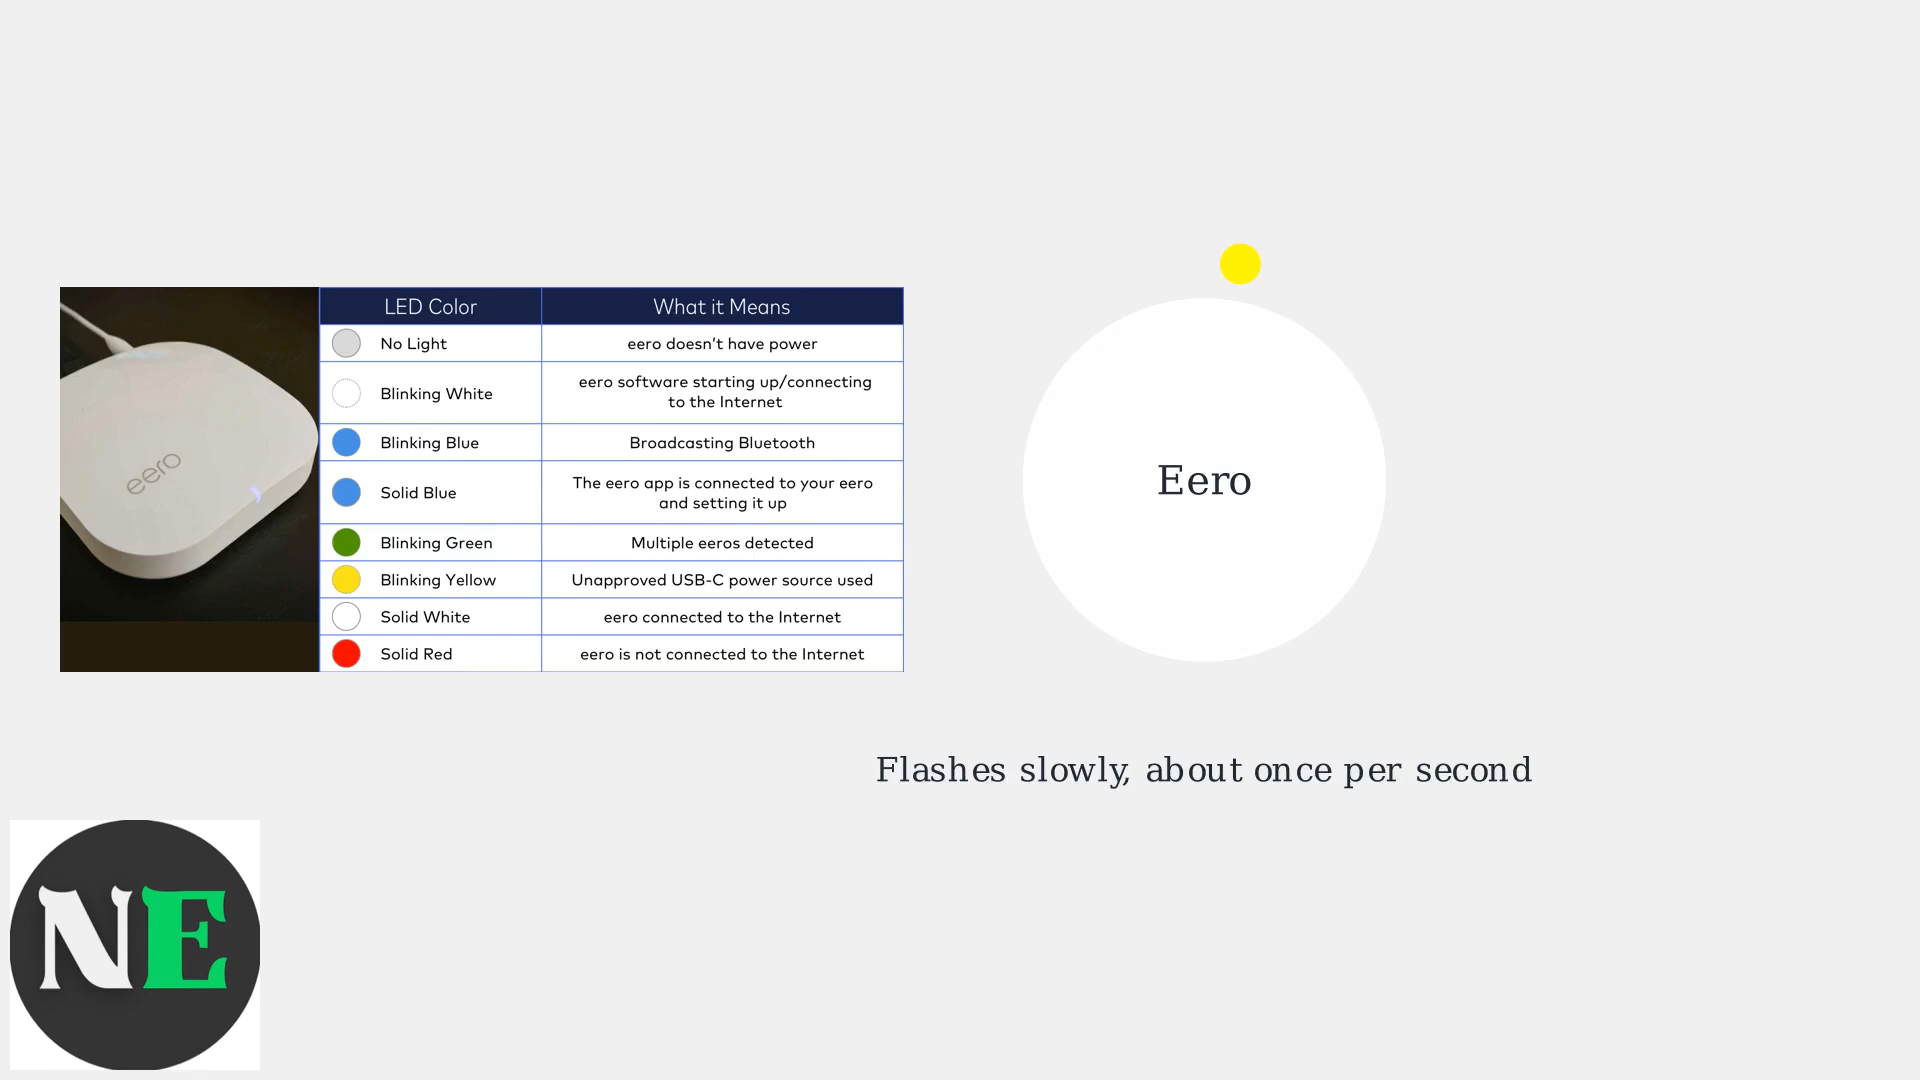 eero
LED Color What it Means
No Light eero doesn't have power
Blinking White eero software starting up/connecting
to the Internet
Blinking Blue Broadcasting Bluetooth
Solid Blue The eero app is connected to your eero
and setting it up
Blinking Green Multiple eeros detected
Blinking Yellow Unapproved USB-C power source used
Solid White eero connected to the Internet
Solid Red eero is not connected to the Internet
Eero
Flashes slowly, about once per second
NE